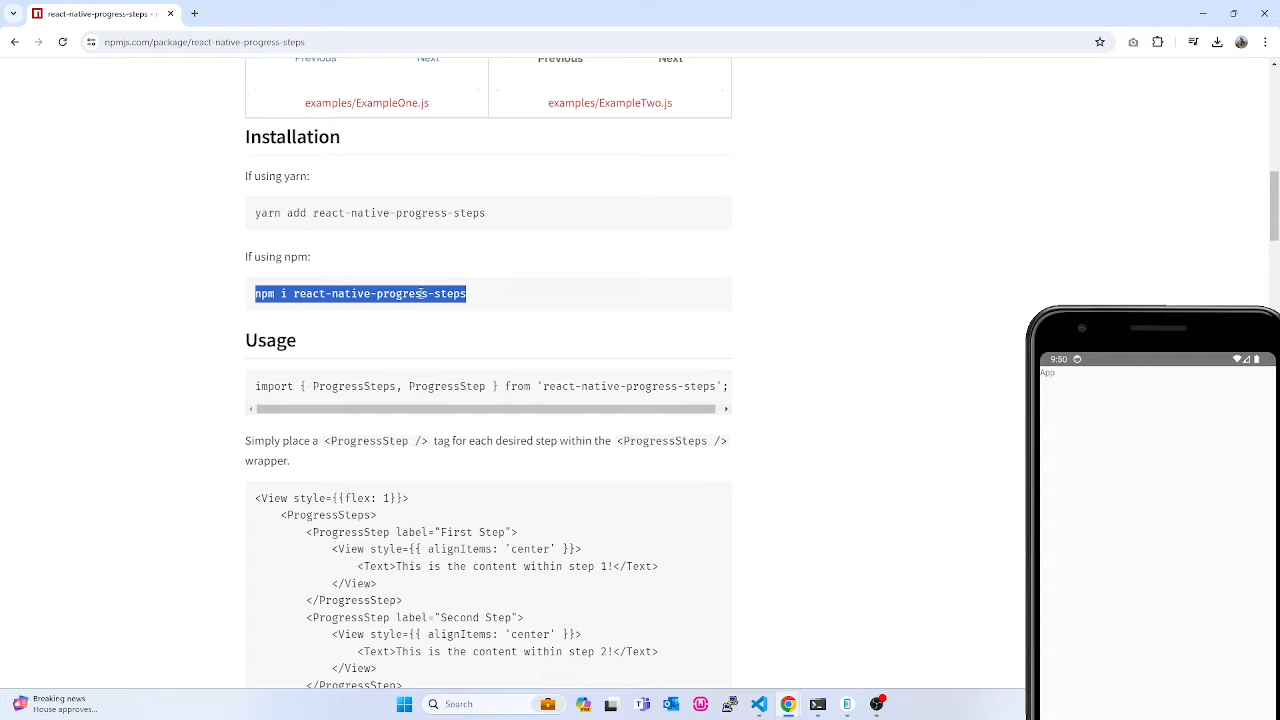 react-native-progress-steps -
npmjs.com/package/react-native-progress-steps
Previous
Next
Previous
Next
examples/ExampleOne.js
examples/ExampleTwo.js
Installation
If using yarn:
yarn add react-native-progress-steps
If using npm:
npm i react-native-progress-steps
Usage
import { ProgressSteps, ProgressStep } from 'react-native-progress-steps';
Simply place a <ProgressStep /> tag for each desired step within the <ProgressSteps />
wrapper.
<View style={{flex: 1}}>
<ProgressSteps>
<ProgressStep label="First Step">
<View style={{ alignItems: 'center' }}>
<Text>This is the content within step 1!</Text>
</View>
</ProgressStep>
<ProgressStep label="Second Step">
<View style={{ alignItems: 'center' }}>
<Text>This is the content within step 2!</Text>
</View>
</ProgressStep>
9:50
App
Breaking news
House approves...
Search